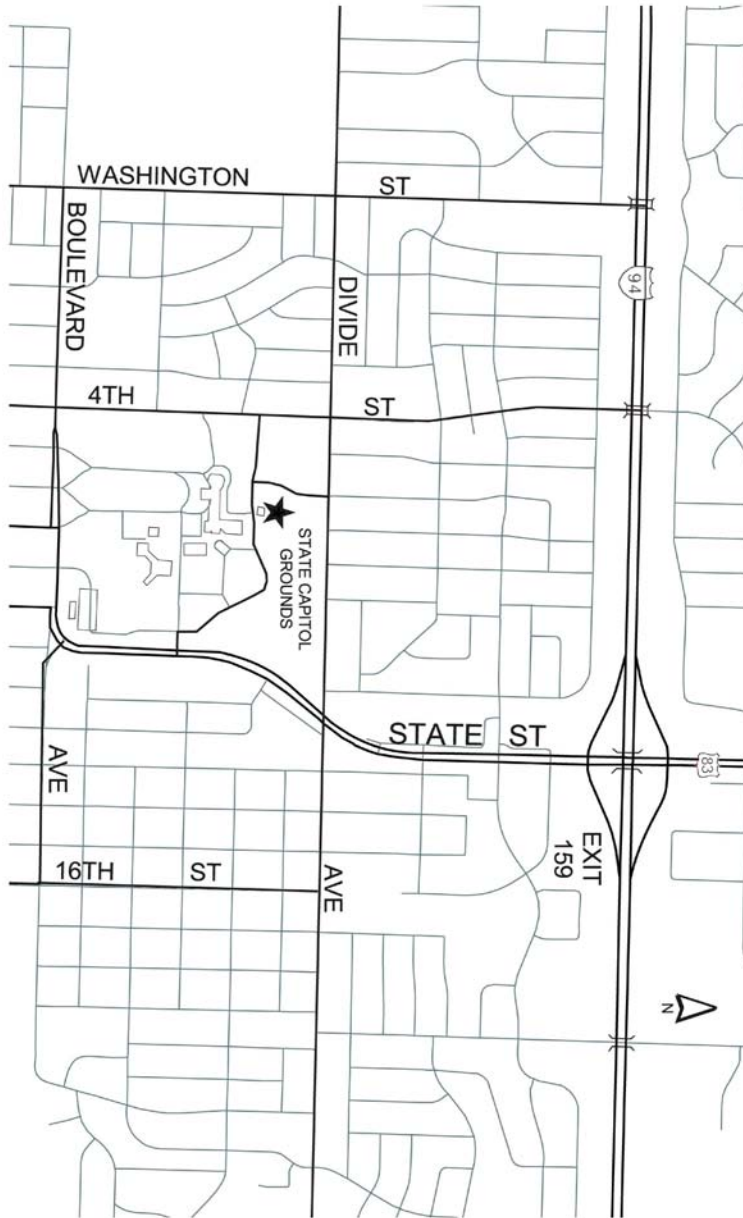 WASHINGTON ST
BOULEVARD
DIVIDE
94
4TH ST
STATE CAPITOL
GROUNDS
STATE ST
83
AVE
EXIT
159
16TH ST
AVE
N